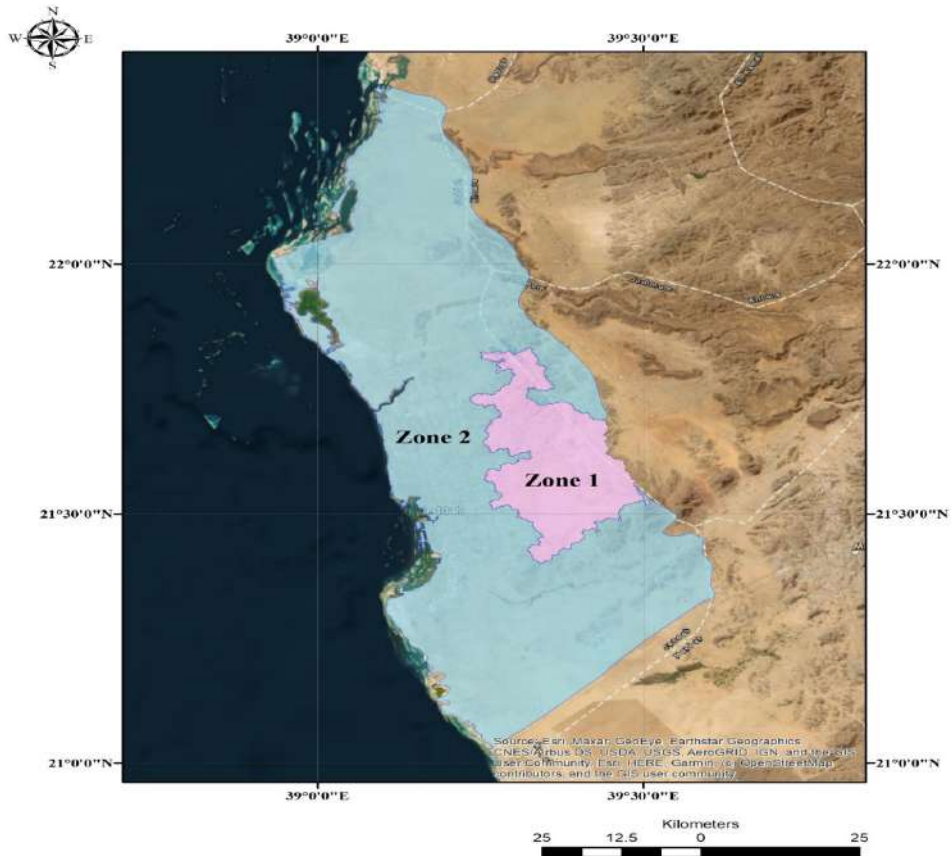 N
W E
S
39°0'0"E 39°30'0"E
22°0'0"N 22°0'0"N
Zone 2
Zone 1
21°30'0"N 21°30'0"N
Source: Esri, Maxar, GeoEye, Earthstar Geographics,
CNES/Airbus DS, USDA, USGS, AeroGRID, IGN, and the GIS
User Community, Esri, HERE, Garmin, (c) OpenStreetMap
contributors, and the GIS user community
21°0'0"N 21°0'0"N
39°0'0"E 39°30'0"E
Kilometers
25 12.5 0 25